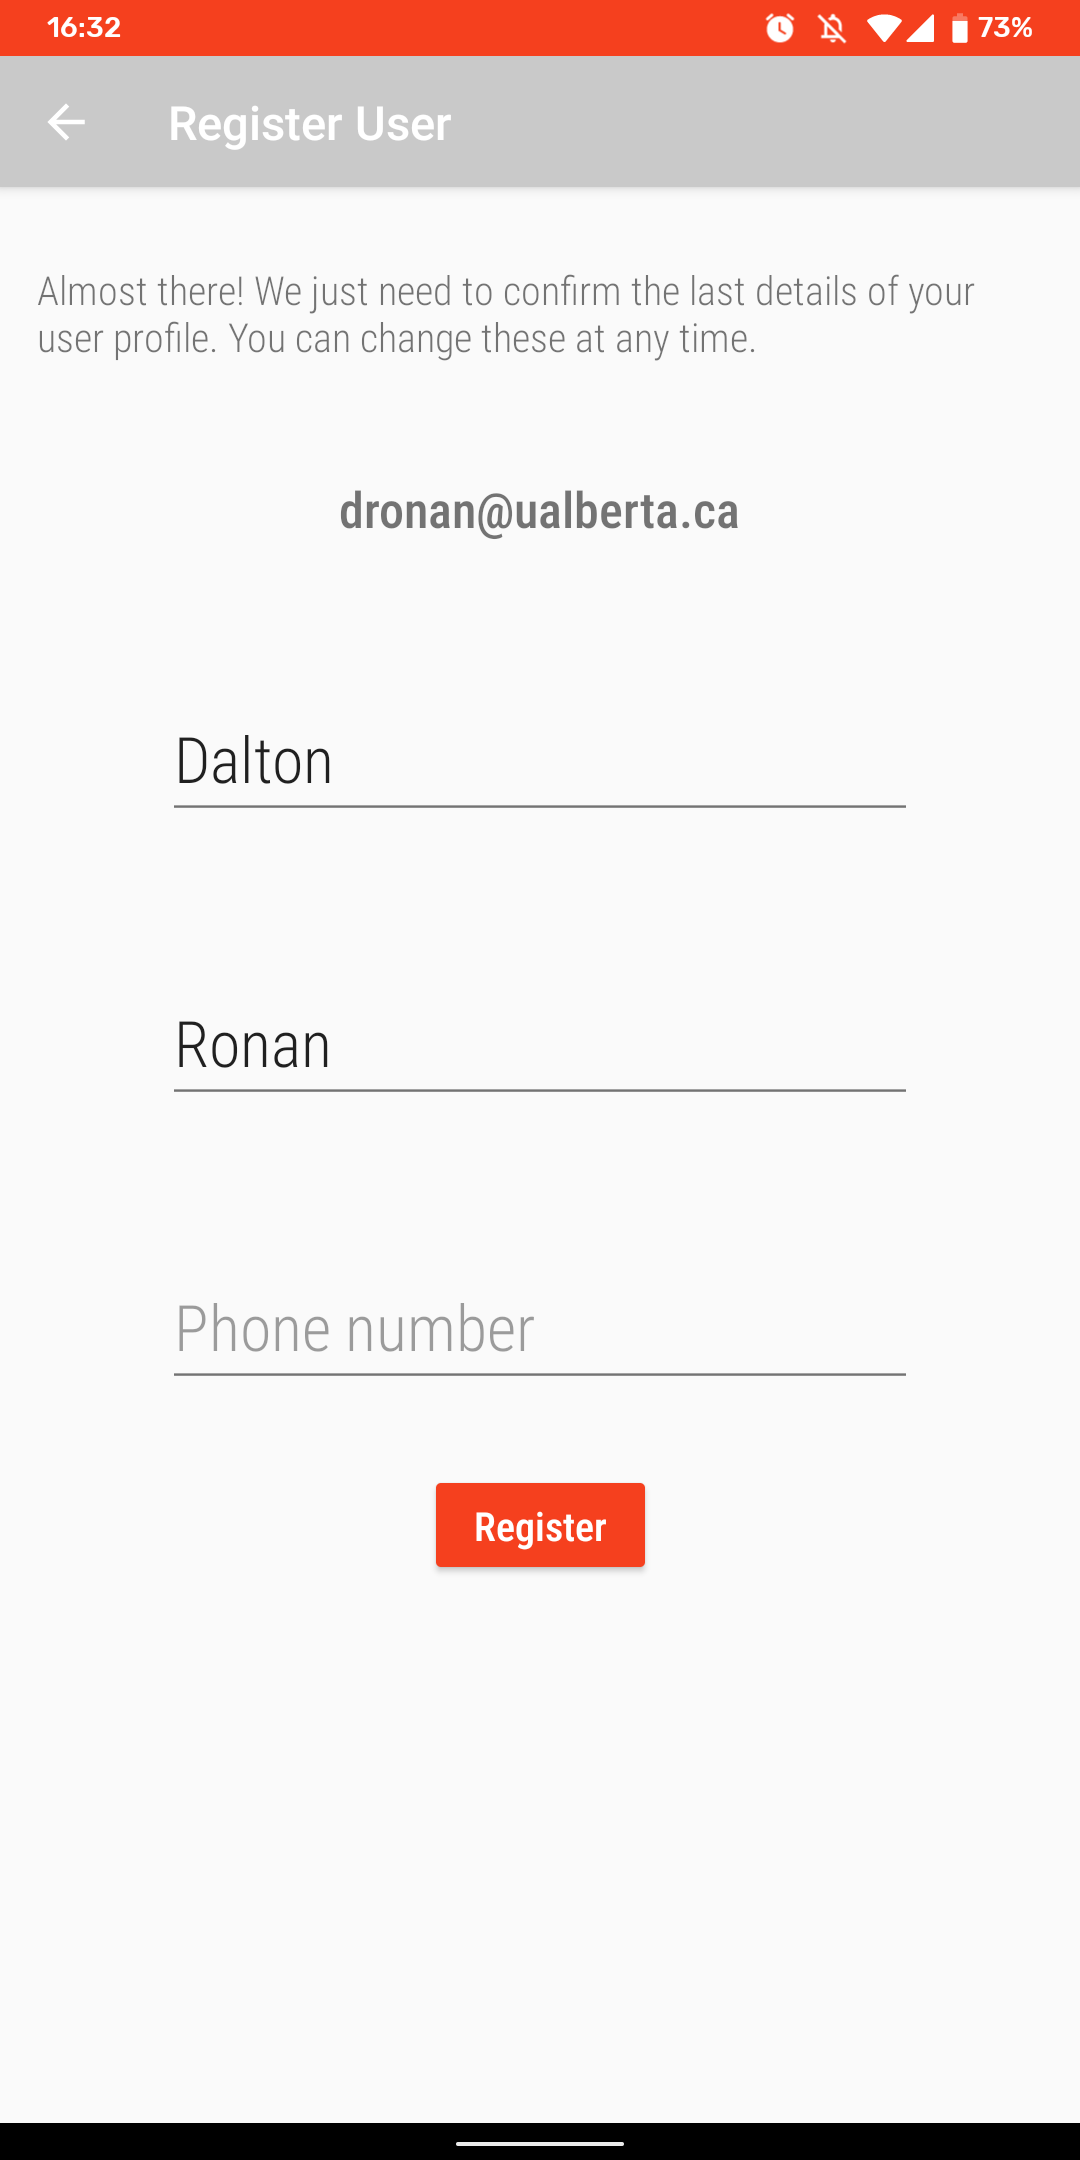 16:32
73%
Register User
Almost there! We just need to confirm the last details of your
user profile. You can change these at any time.
dronan@ualberta.ca
Dalton
Ronan
Phone number
Register